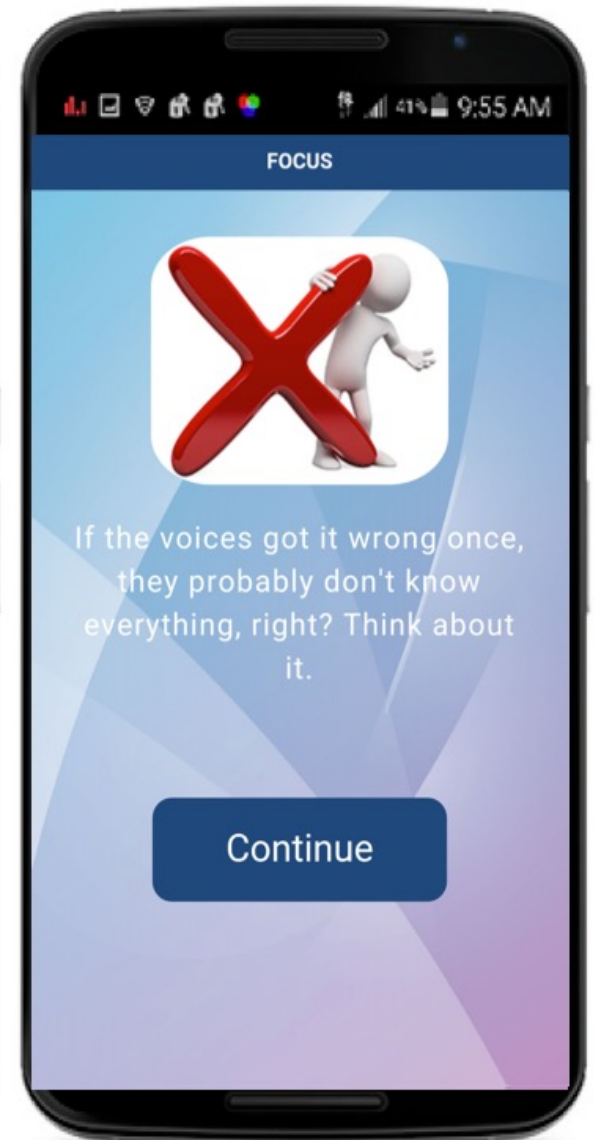 41% 9:55 AM
FOCUS
If the voices got it wrong once,
they probably don't know
everything, right? Think about
it.
Continue